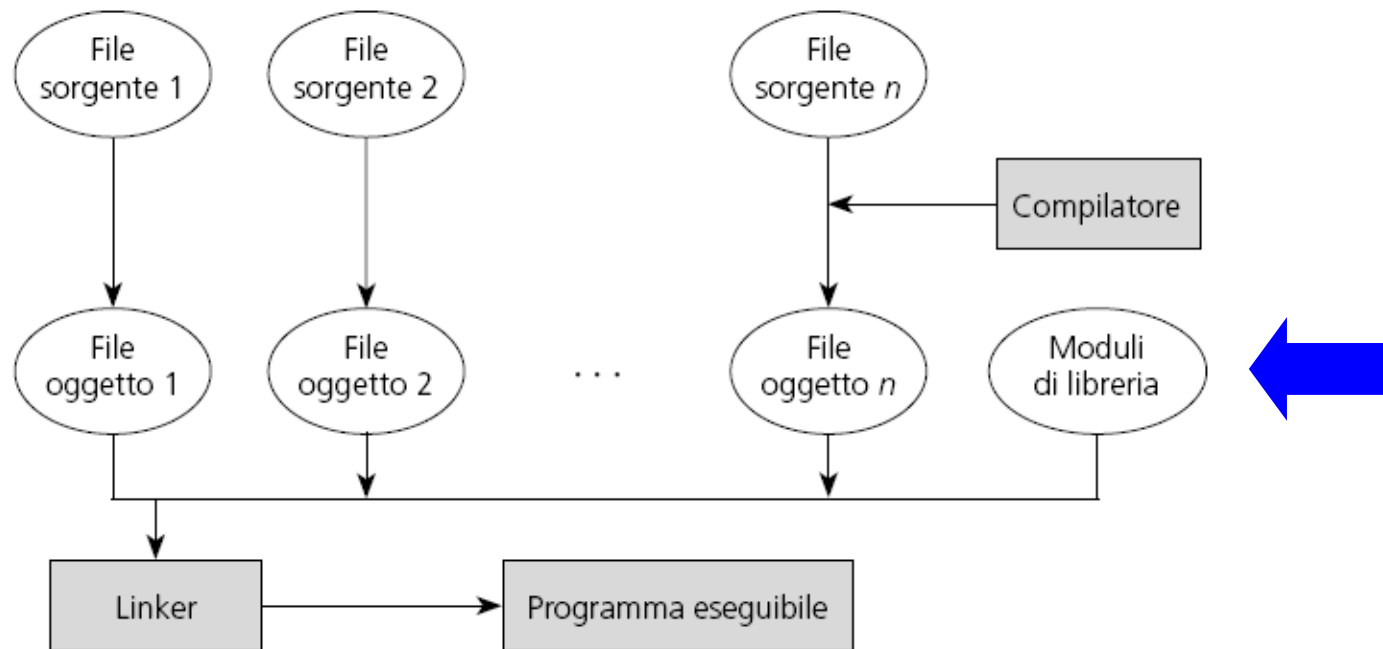 File
sorgente 1
File
sorgente 2
File
sorgente n
Compilatore
File
oggetto 1
File
oggetto 2
. . .
File
oggetto n
Moduli
di libreria
Linker
Programma eseguibile